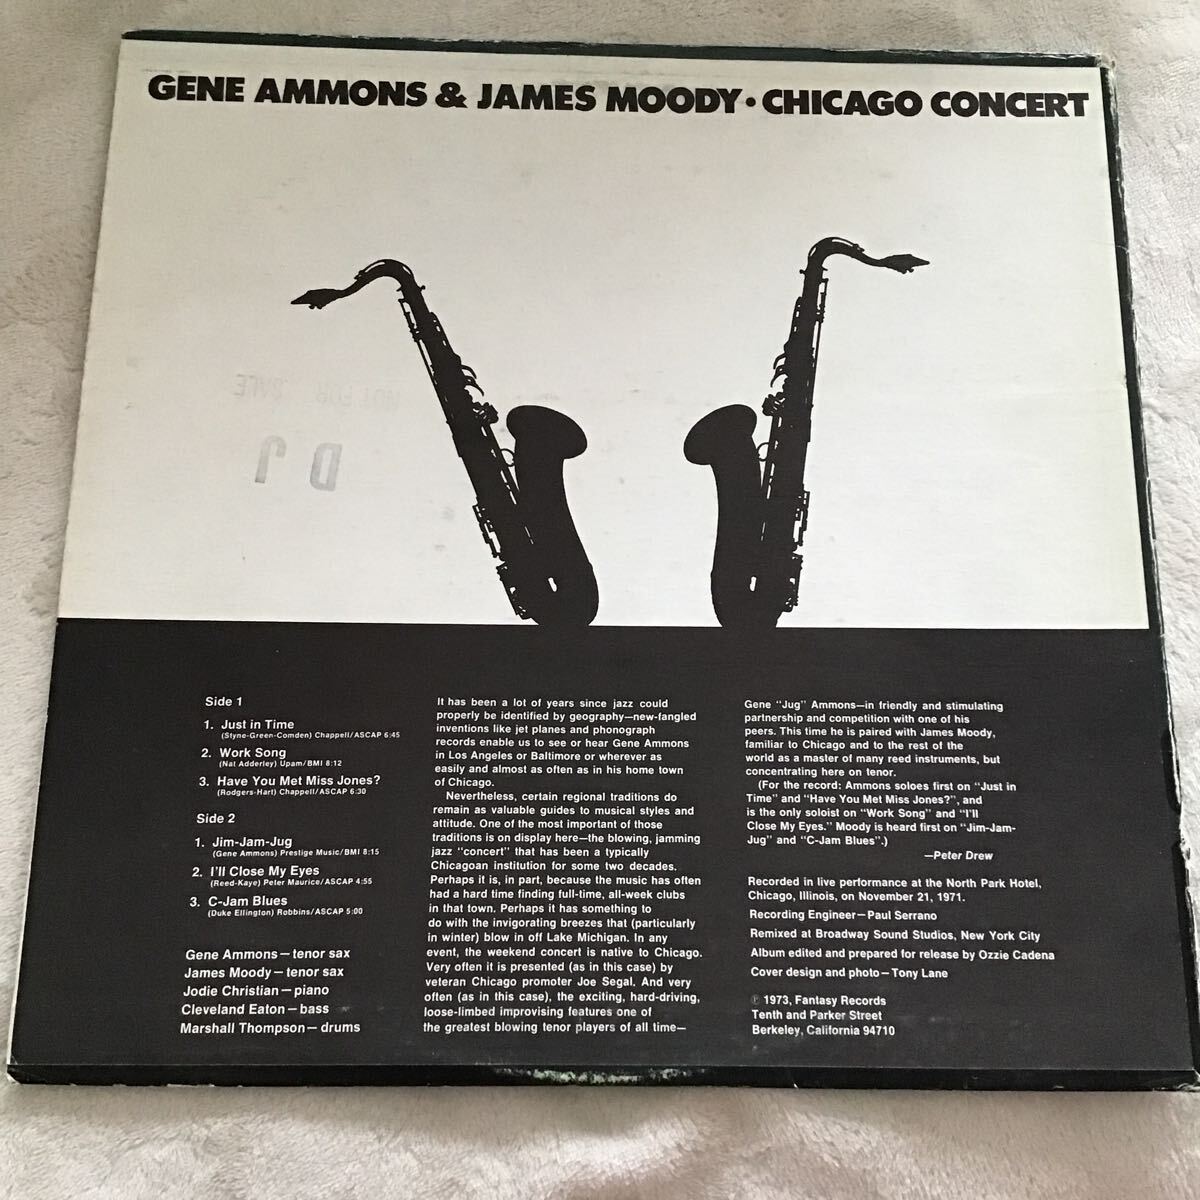 GENE AMMONS & JAMES MOODY • CHICAGO CONCERT
NOT FOR SALE
DJ
Side 1
1. Just in Time
(Styne-Green-Comden) Chappell/ASCAP 6:45
2. Work Song
(Nat Adderley) Upam/BMI 8:12
3. Have You Met Miss Jones?
(Rodgers-Hart) Chappell/ASCAP 6:30
Side 2
1. Jim-Jam-Jug
(Gene Ammons) Prestige Music/BMI 8:15
2. I'll Close My Eyes
(Reed-Kaye) Peter Maurice/ASCAP 4:55
3. C-Jam Blues
(Duke Ellington) Robbins/ASCAP 5:00
Gene Ammons—tenor sax
James Moody—tenor sax
Jodie Christian—piano
Cleveland Eaton—bass
Marshall Thompson—drums
It has been a lot of years since jazz could
properly be identified by geography—new-fangled
inventions like jet planes and phonograph
records enable us to see or hear Gene Ammons
in Los Angeles or Baltimore or wherever as
easily and almost as often as in his home town
of Chicago.
Nevertheless, certain regional traditions do
remain as valuable guides to musical styles and
attitude. One of the most important of those
traditions is on display here—the blowing, jamming
jazz "concert" that has been a typically
Chicagoan institution for some two decades.
Perhaps it is, in part, because the music has often
had a hard time finding full-time, all-week clubs
in that town. Perhaps it has something to
do with the invigorating breezes that (particularly
in winter) blow in off Lake Michigan. In any
event, the weekend concert is native to Chicago.
Very often it is presented (as in this case) by
veteran Chicago promoter Joe Segal. And very
often (as in this case), the exciting, hard-driving,
loose-limbed improvising features one of
the greatest blowing tenor players of all time—
Gene "Jug" Ammons—in friendly and stimulating
partnership and competition with one of his
peers. This time he is paired with James Moody,
familiar to Chicago and to the rest of the
world as a master of many reed instruments, but
concentrating here on tenor.
(For the record: Ammons soloes first on "Just in
Time" and "Have You Met Miss Jones?", and
is the only soloist on "Work Song" and "I'll
Close My Eyes." Moody is heard first on "Jim-Jam-
Jug" and "C-Jam Blues".)
—Peter Drew
Recorded in live performance at the North Park Hotel,
Chicago, Illinois, on November 21, 1971.
Recording Engineer—Paul Serrano
Remixed at Broadway Sound Studios, New York City
Album edited and prepared for release by Ozzie Cadena
Cover design and photo—Tony Lane
℗ 1973, Fantasy Records
Tenth and Parker Street
Berkeley, California 94710